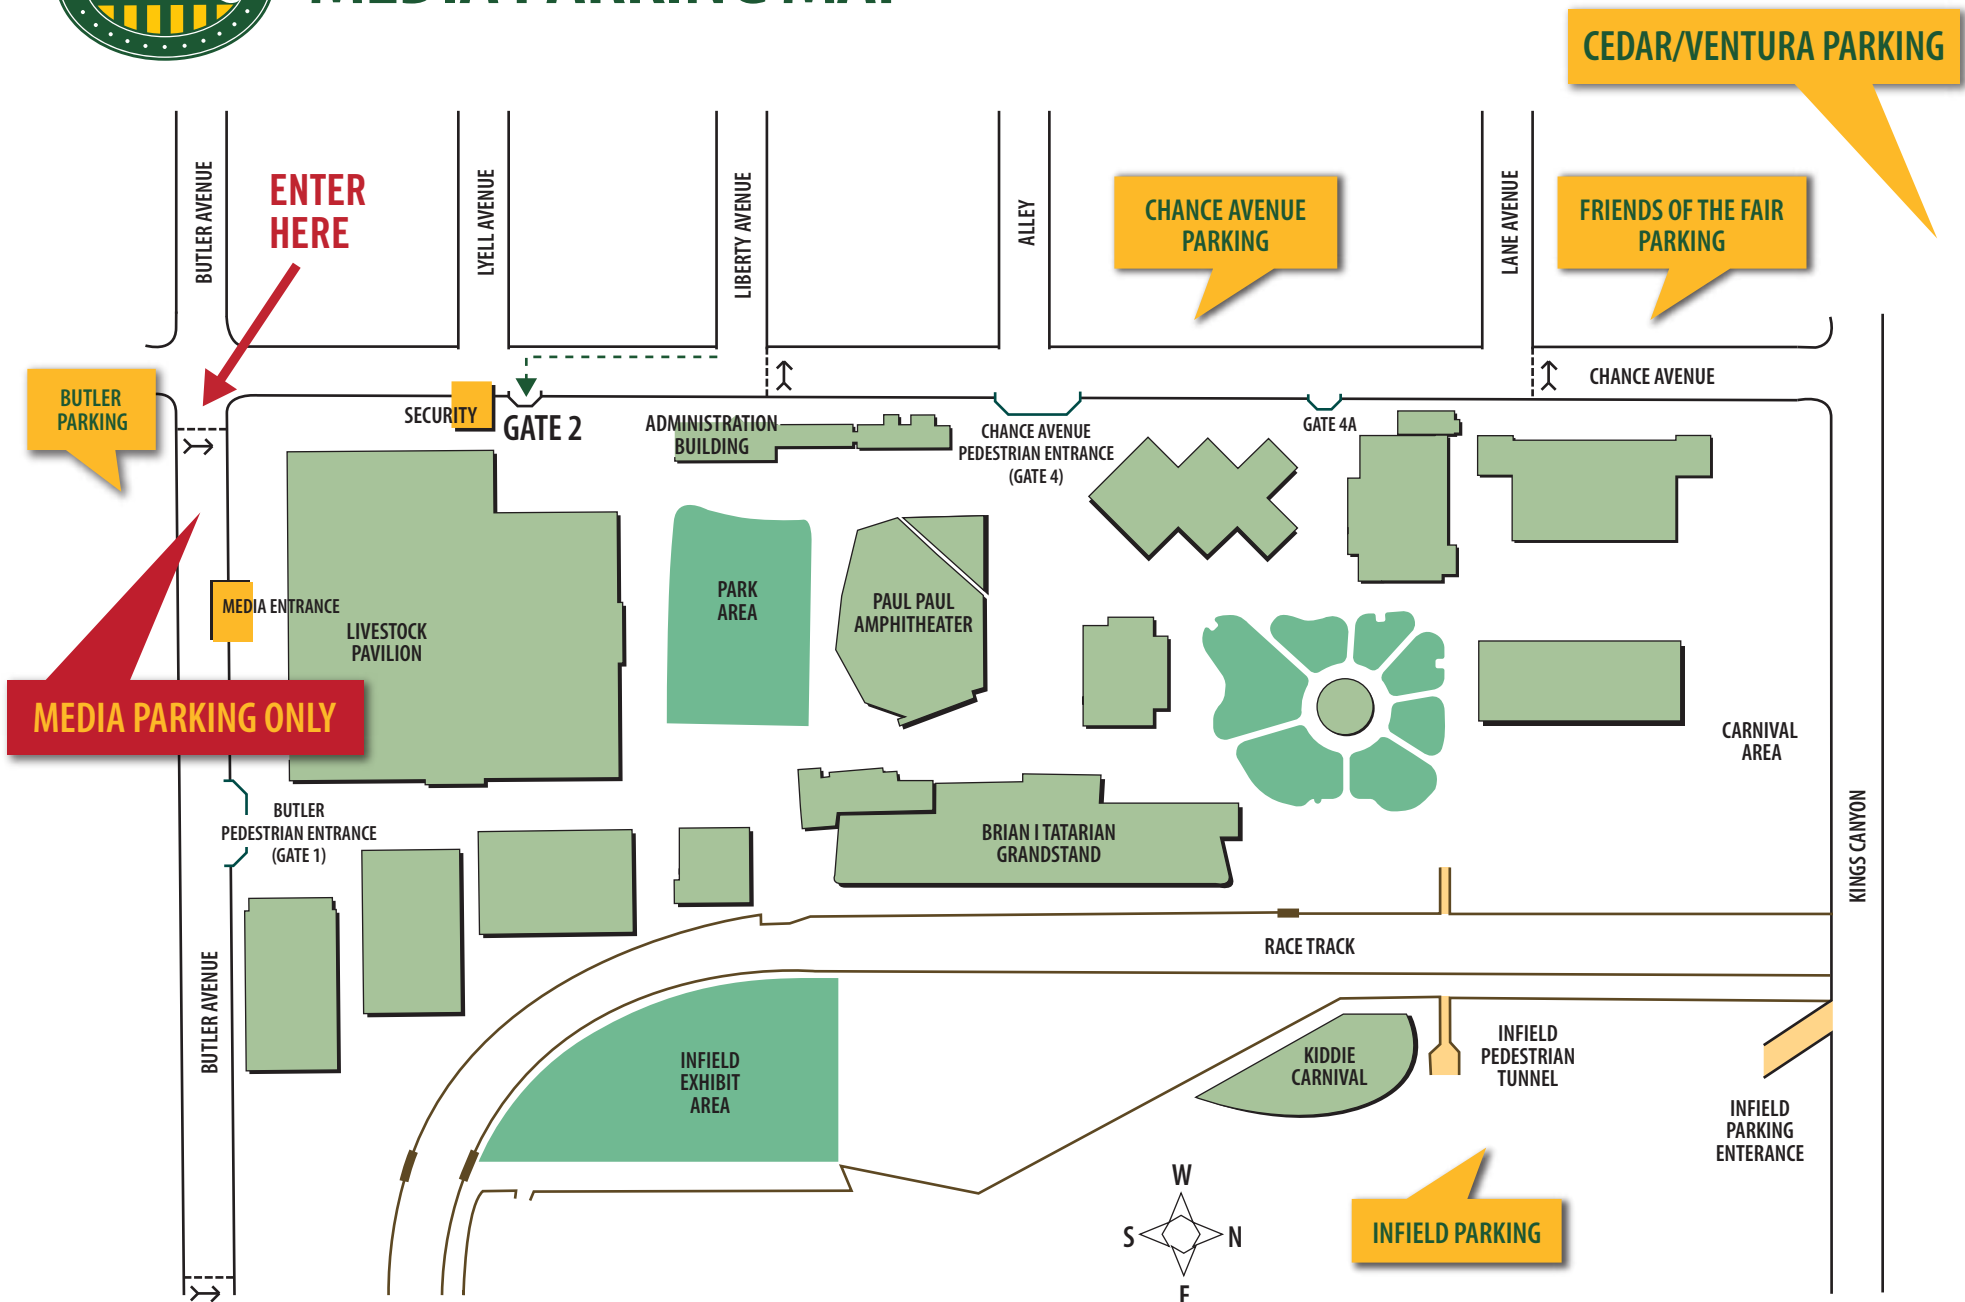 MEDIA PARKING MAP
CEDAR/VENTURA PARKING
ENTER
HERE
BUTLER AVENUE
LYELL AVENUE
LIBERTY AVENUE
ALLEY
CHANCE AVENUE
PARKING
LANE AVENUE
FRIENDS OF THE FAIR
PARKING
BUTLER
PARKING
CHANCE AVENUE
SECURITY
GATE 2
ADMINISTRATION
BUILDING
CHANCE AVENUE
PEDESTRIAN ENTRANCE
(GATE 4)
GATE 4A
MEDIA ENTRANCE
LIVESTOCK
PAVILION
PARK
AREA
PAUL PAUL
AMPHITHEATER
MEDIA PARKING ONLY
CARNIVAL
AREA
BUTLER
PEDESTRIAN ENTRANCE
(GATE 1)
BRIAN I TATARIAN
GRANDSTAND
KINGS CANYON
RACE TRACK
BUTLER AVENUE
INFIELD
EXHIBIT
AREA
KIDDIE
CARNIVAL
INFIELD
PEDESTRIAN
TUNNEL
INFIELD
PARKING
ENTERANCE
W
S
N
E
INFIELD PARKING